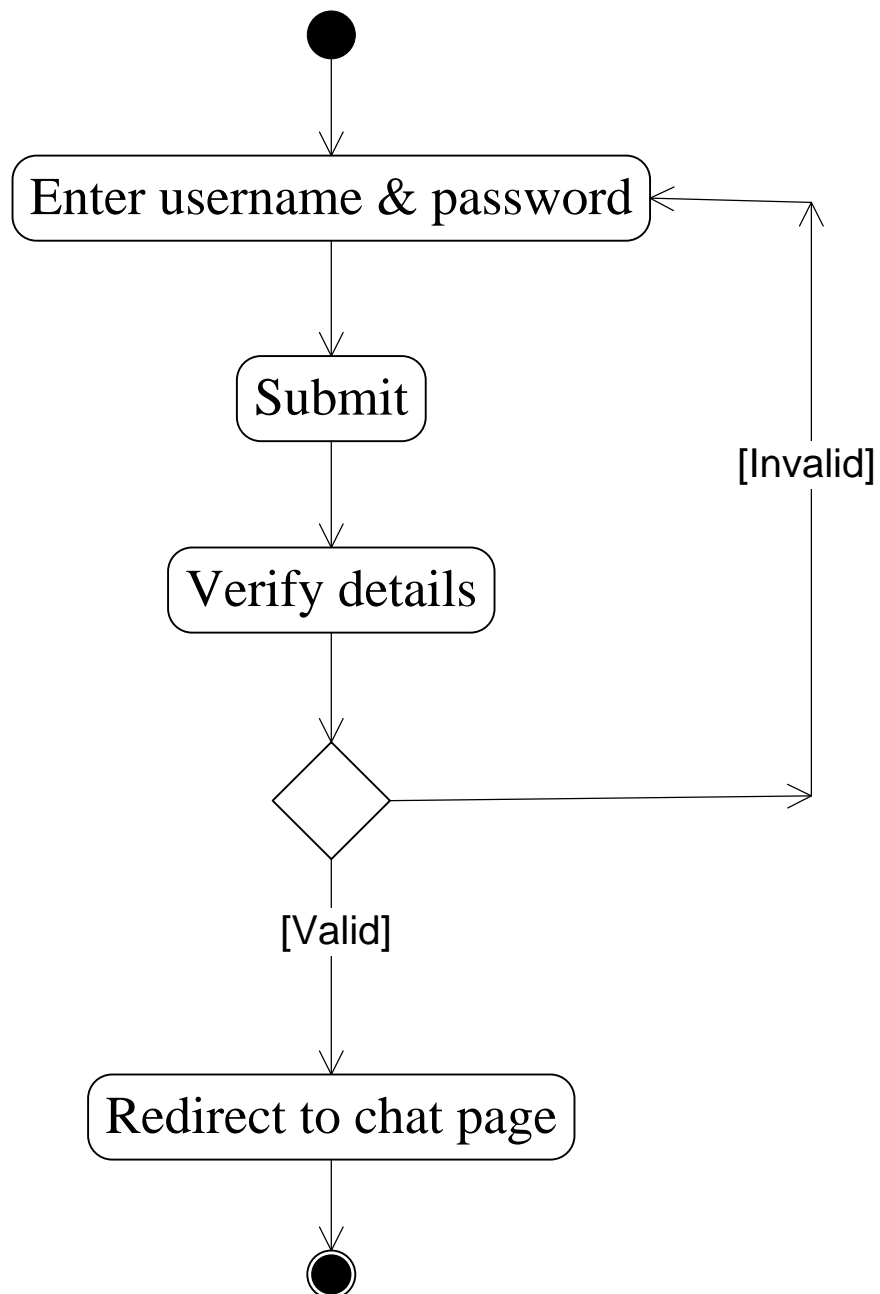 Enter username & password
Submit
[Invalid]
Verify details
[Valid]
Redirect to chat page